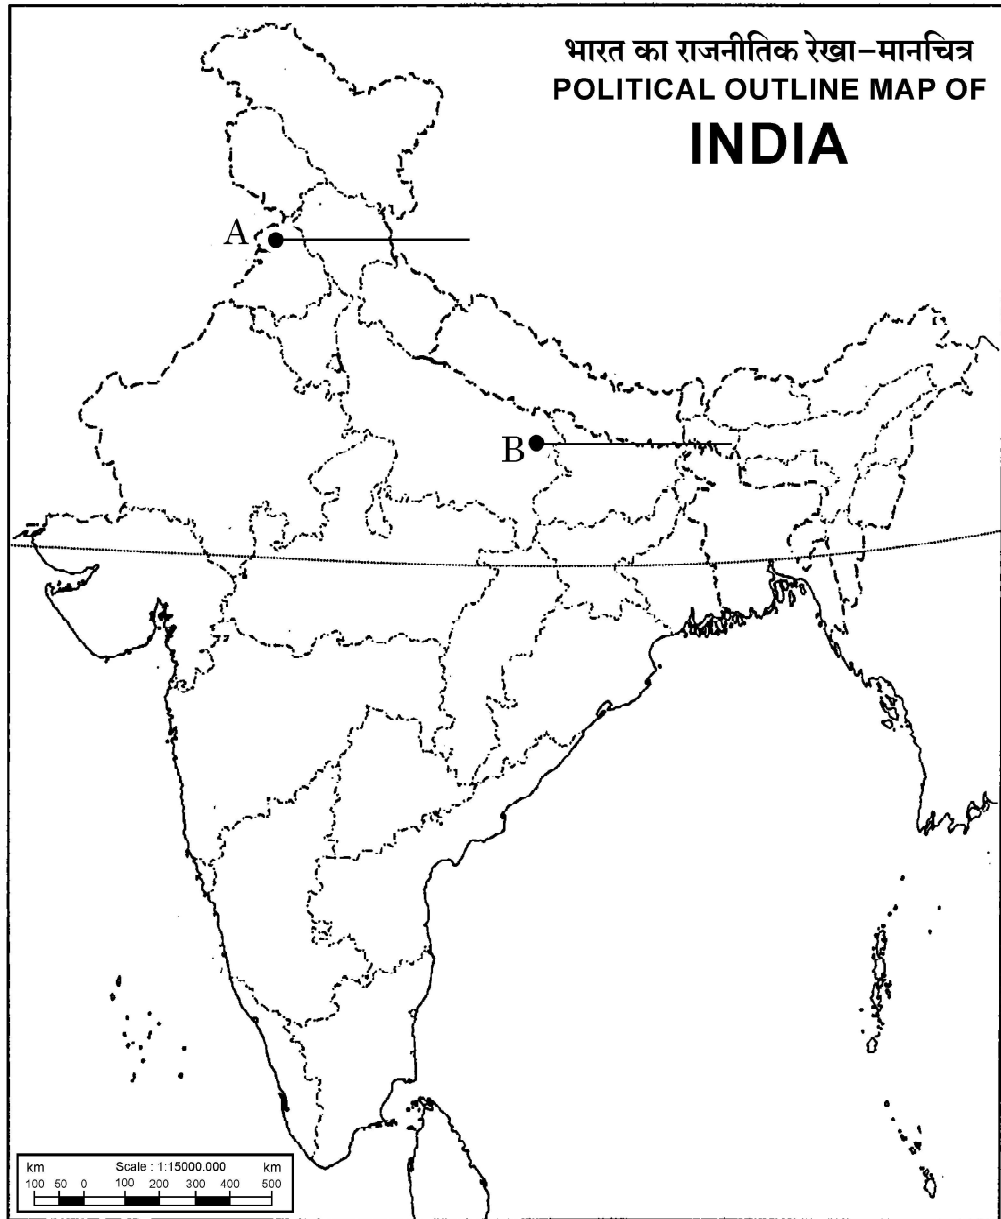 भारत का राजनीतिक रेखा–मानचित्र
POLITICAL OUTLINE MAP OF
INDIA
A
B
km Scale : 1:15000.000 km
100 50 0 100 200 300 400 500